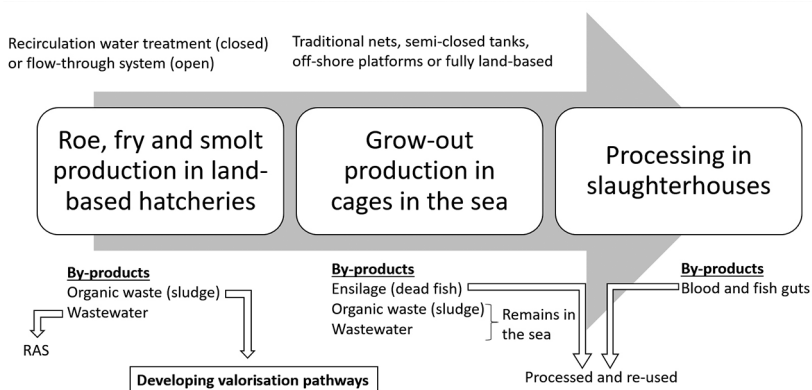 Recirculation water treatment (closed)
or flow-through system (open)
Traditional nets, semi-closed tanks,
off-shore platforms or fully land-based
Roe, fry and smolt
production in land-
based hatcheries
Grow-out
production in
cages in the sea
Processing in
slaughterhouses
By-products
Organic waste (sludge)
Wastewater
RAS
Developing valorisation pathways
By-products
Ensilage (dead fish)
Organic waste (sludge)
Wastewater
Remains in
the sea
By-products
Blood and fish guts
Processed and re-used